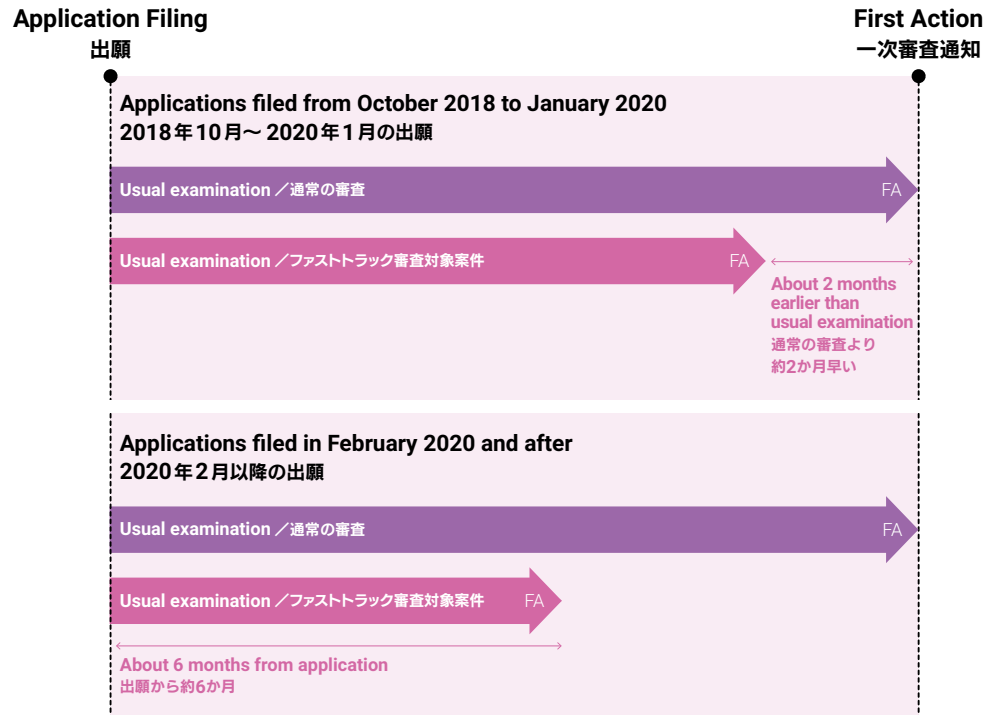 Application Filing
出願
First Action
一次審査通知
Applications filed from October 2018 to January 2020
2018年10月〜2020年1月の出願
Usual examination ／通常の審査
FA
Usual examination ／ファストトラック審査対象案件
FA
About 2 months
earlier than
usual examination
通常の審査より
約2か月早い
Applications filed in February 2020 and after
2020年2月以降の出願
Usual examination ／通常の審査
FA
Usual examination ／ファストトラック審査対象案件
FA
About 6 months from application
出願から約6か月